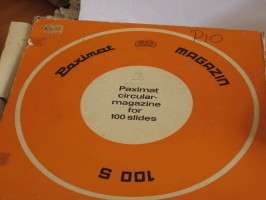 P10
Paximat
MAGAZIN
Paximat
circular-
magazine
for
100 slides
100 S